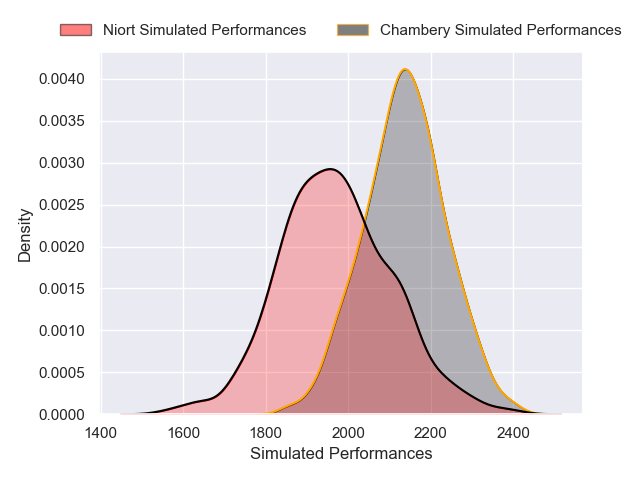 Niort Simulated Performances
Chambery Simulated Performances
0.0040
0.0035
0.0030
0.0025
0.0020
0.0015
0.0010
0.0005
0.0000
Density
1400 1600 1800 2000 2200 2400
Simulated Performances